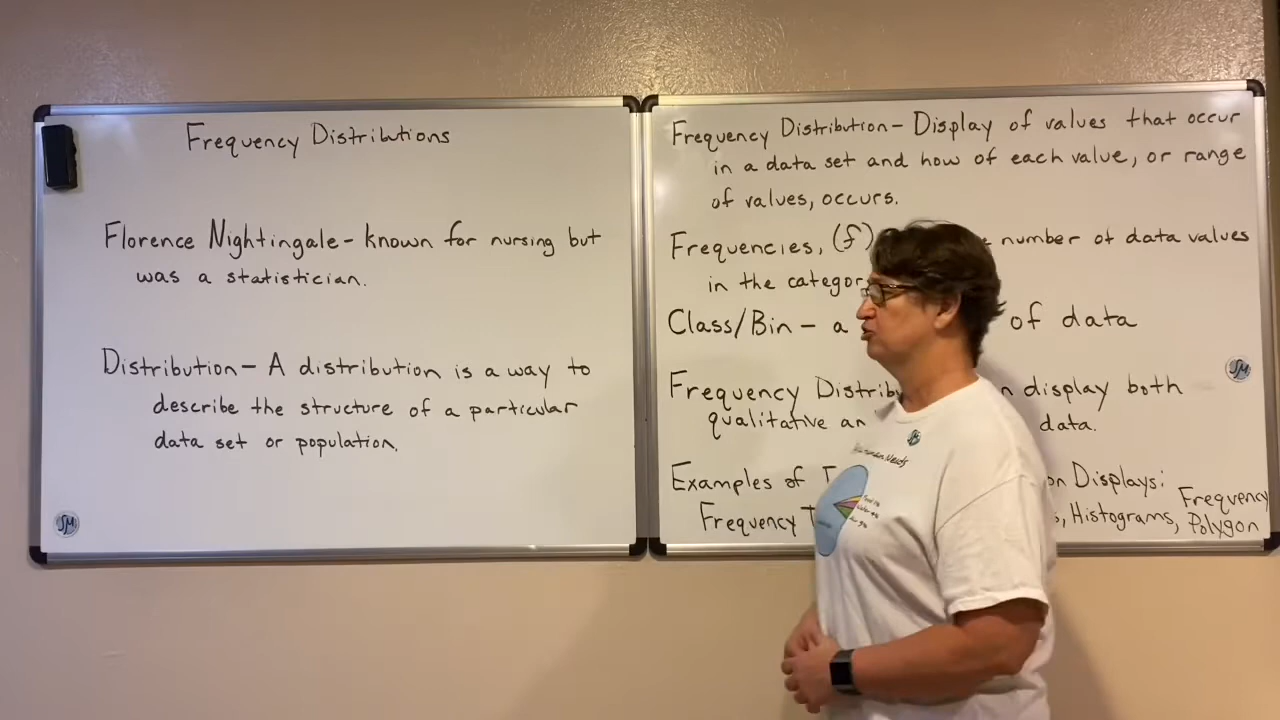 Frequency Distributions
Florence Nightingale - known for nursing but
was a statistician.
Distribution - A distribution is a way to
describe the structure of a particular
data set or population.
SM
Frequency Distribution - Display of values that occur
in a data set and how of each value, or range
of values, occurs.
Frequencies, (f) number of data values
in the categor
Class/Bin - a of data
Frequency Distrib n display both
qualitative an data.
Examples of F on Displays:
Frequency T s, Histograms, Frequency
Polygon
SM